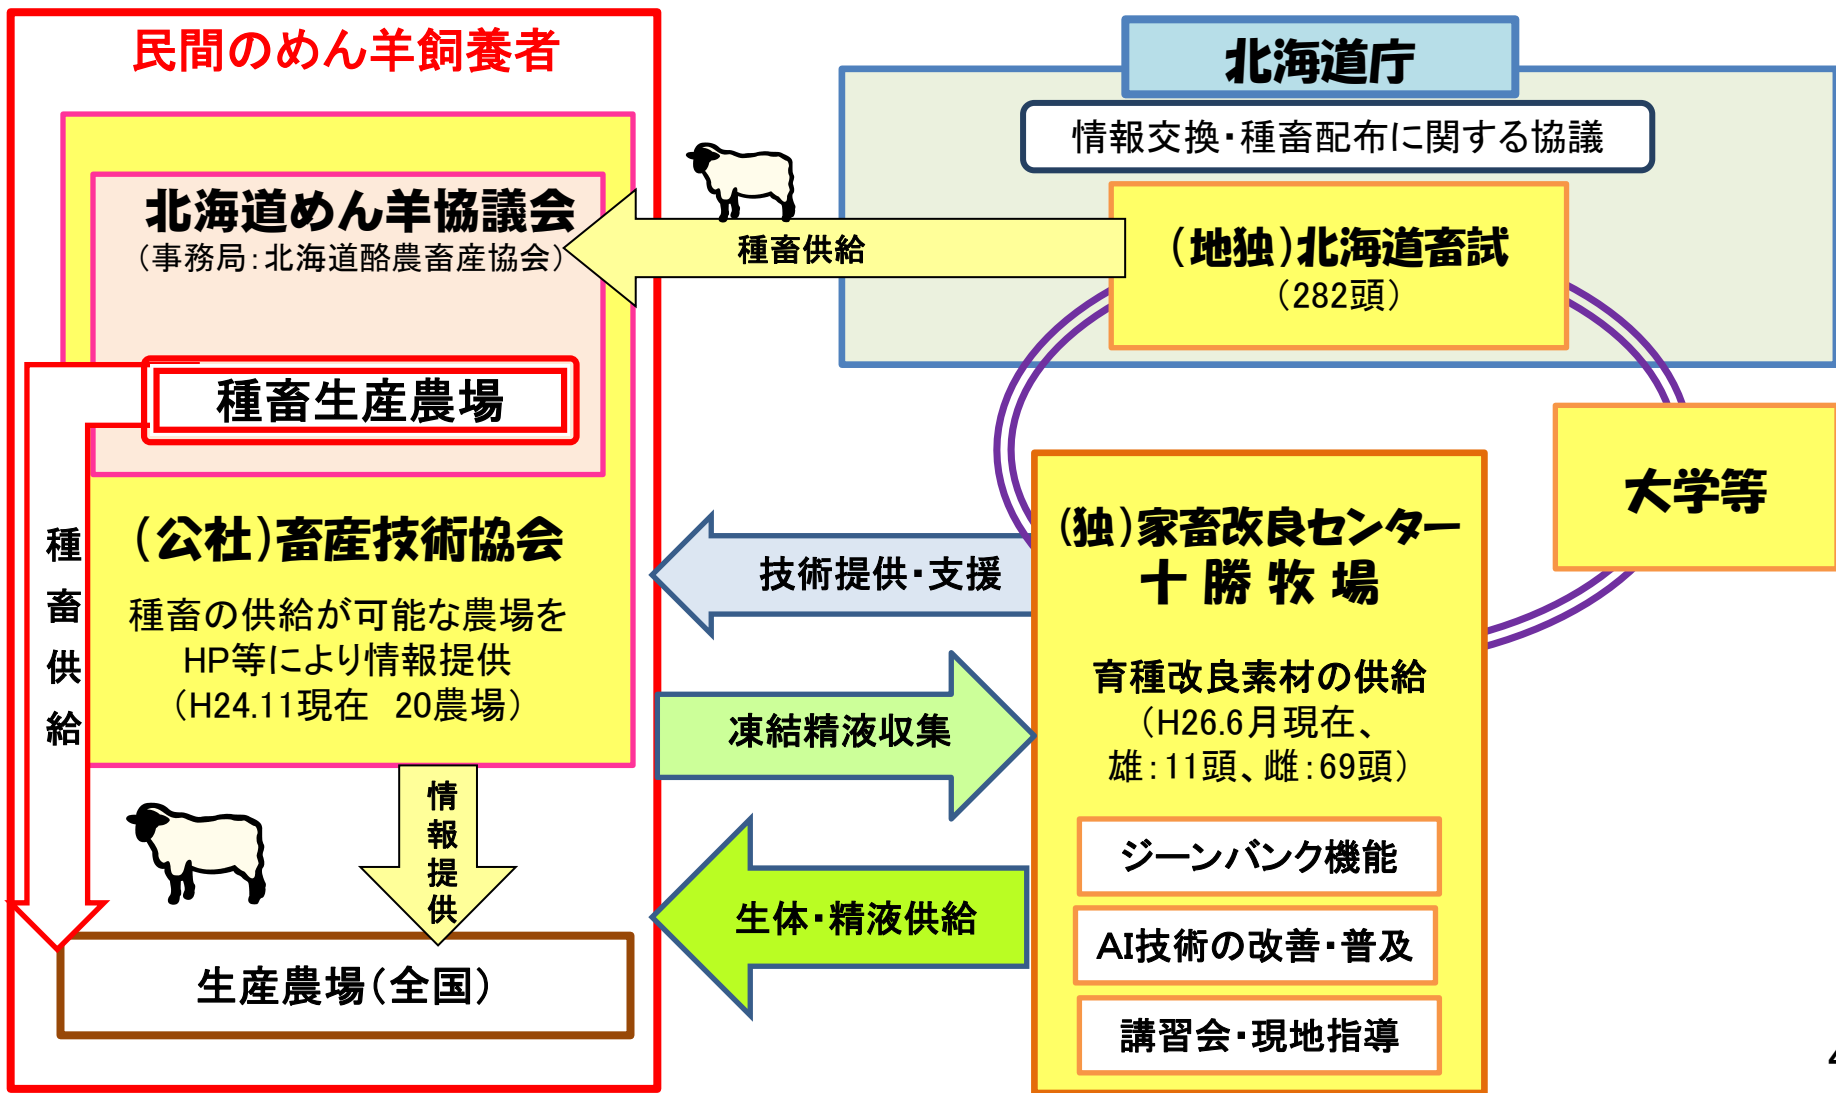 民間のめん羊飼養者
北海道めん羊協議会
（事務局：北海道酪農畜産協会）
種畜生産農場
種畜供給
（公社）畜産技術協会
種畜の供給が可能な農場を
HP等により情報提供
（H24.11現在　20農場）
情報提供
生産農場（全国）
種畜供給
技術提供・支援
凍結精液収集
生体・精液供給
北海道庁
情報交換・種畜配布に関する協議
（地独）北海道畜試
（282頭）
大学等
（独）家畜改良センター
十勝牧場
育種改良素材の供給
（H26.6月現在、
雄：11頭、雌：69頭）
ジーンバンク機能
AI技術の改善・普及
講習会・現地指導